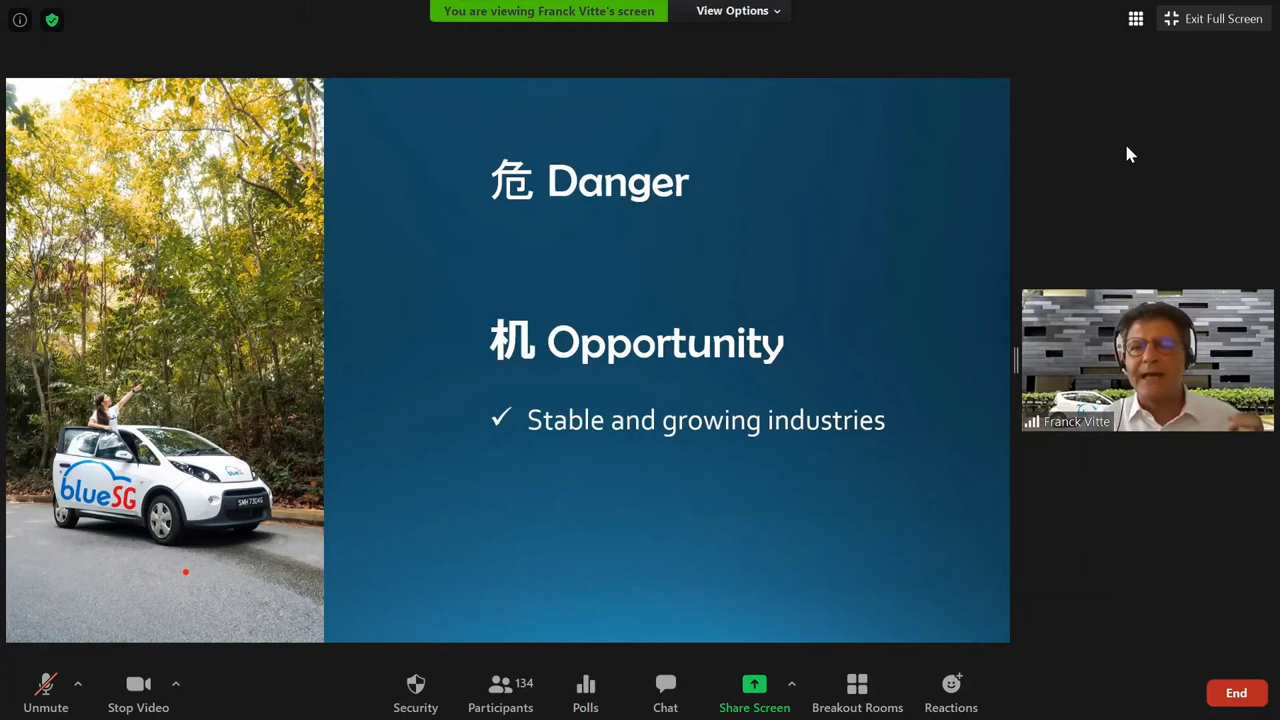 You are viewing Franck Vitte's screen
View Options
Exit Full Screen
危 Danger
机 Opportunity
✓ Stable and growing industries
blueSG
Franck Vitte
Unmute
Stop Video
Security
134
Participants
Polls
Chat
Share Screen
Breakout Rooms
Reactions
End